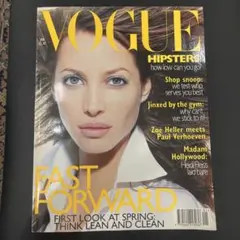 VOGUE
HIPSTERS
how low can you go?
Shop snoop:
we test who
serves you best
Jinxed by the gym:
why can't
we stick to it?
Zoë Heller meets
Paul Verhoeven
Madam
Hollywood:
Heidi Fleiss
laid bare
FAST
FORWARD
FIRST LOOK AT SPRING:
THINK LEAN AND CLEAN